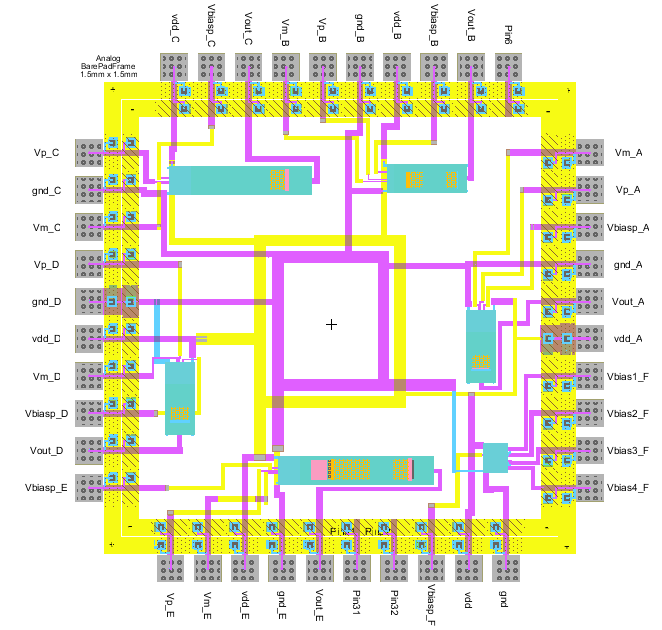 vdd_C
Vbiasp_C
Vout_C
Vm_B
Vp_B
gnd_B
vdd_B
Vbiasp_B
Vout_B
Pin6
Analog
BarePadFrame
1.5mm x 1.5mm
Vp_C
gnd_C
Vm_C
Vp_D
gnd_D
vdd_D
Vm_D
Vbiasp_D
Vout_D
Vbiasp_E
Vm_A
Vp_A
Vbiasp_A
gnd_A
Vout_A
vdd_A
Vbias1_F
Vbias2_F
Vbias3_F
Vbias4_F
Vp_E
Vm_E
vdd_E
gnd_E
Vout_E
Pin31
Pin32
Vbiasp_F
vdd
gnd